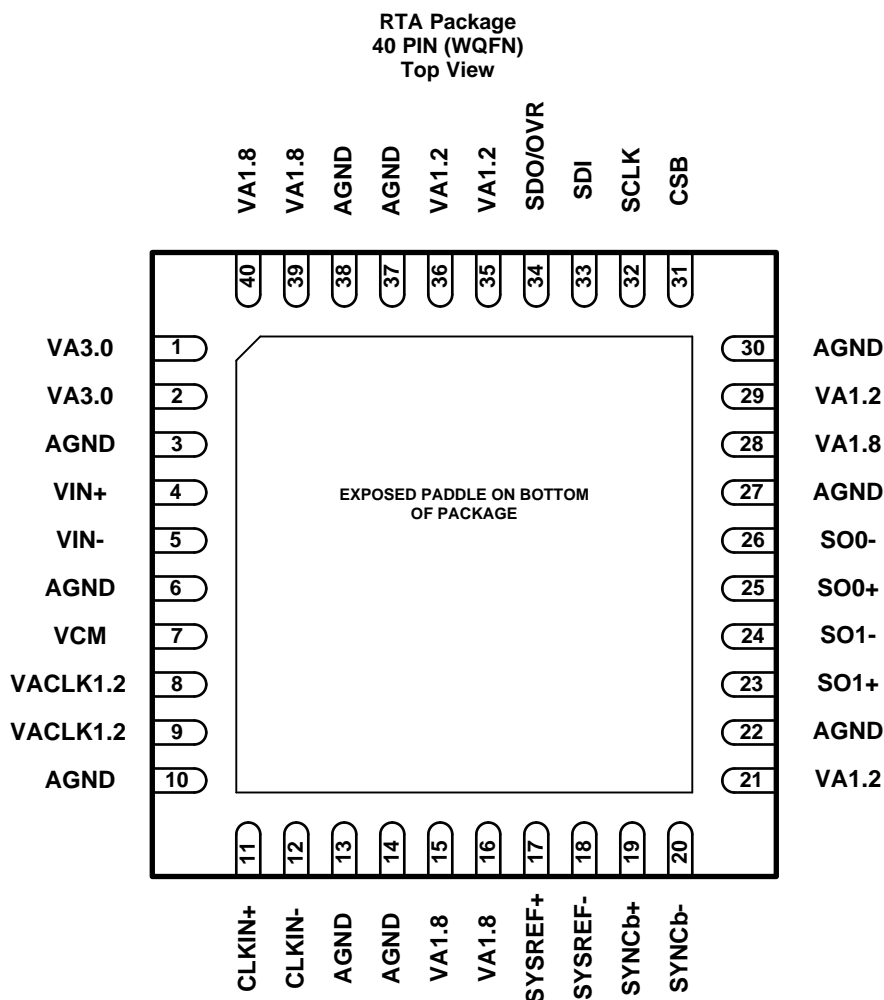 RTA Package
40 PIN (WQFN)
Top View
VA1.8
VA1.8
AGND
AGND
VA1.2
VA1.2
SDO/OVR
SDI
SCLK
CSB
40
39
38
37
36
35
34
33
32
31
VA3.0 1
VA3.0 2
AGND 3
VIN+ 4
VIN- 5
AGND 6
VCM 7
VACLK1.2 8
VACLK1.2 9
AGND 10
EXPOSED PADDLE ON BOTTOM
OF PACKAGE
30 AGND
29 VA1.2
28 VA1.8
27 AGND
26 SO0-
25 SO0+
24 SO1-
23 SO1+
22 AGND
21 VA1.2
11
12
13
14
15
16
17
18
19
20
CLKIN+
CLKIN-
AGND
AGND
VA1.8
VA1.8
SYSREF+
SYSREF-
SYNCb+
SYNCb-